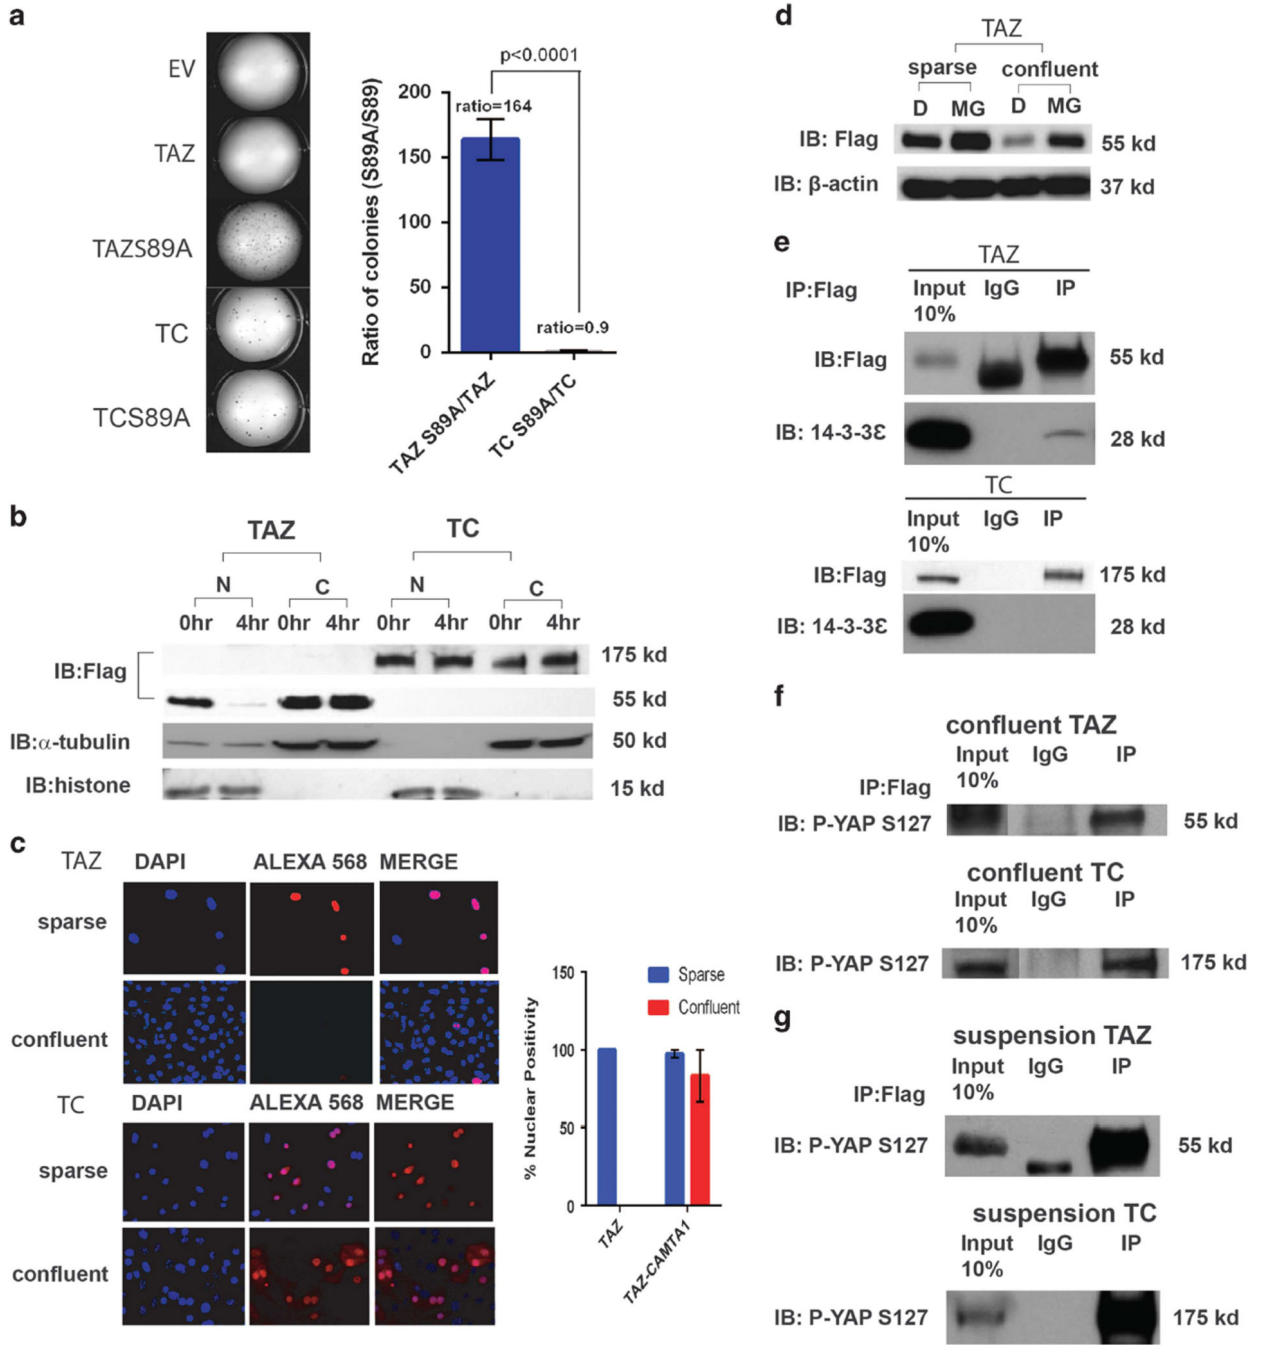 a
EV
TAZ
TAZS89A
TC
TCS89A
Ratio of colonies (S89A/S89)
200
150
100
50
0
p<0.0001
ratio=164
ratio=0.9
TAZ S89A/TAZ
TC S89A/TC
b
TAZ TC
N C N C
0hr 4hr 0hr 4hr 0hr 4hr 0hr 4hr
IB:Flag
175 kd
55 kd
IB:α-tubulin 50 kd
IB:histone 15 kd
c
TAZ DAPI ALEXA 568 MERGE
sparse
confluent
TC DAPI ALEXA 568 MERGE
sparse
confluent
% Nuclear Positivity
150
100
50
0
Sparse
Confluent
TAZ
TAZ-CAMTA1
d
TAZ
sparse confluent
D MG D MG
IB: Flag 55 kd
IB: β-actin 37 kd
e
TAZ
IP:Flag Input IgG IP
10%
IB:Flag 55 kd
IB: 14-3-3Ɛ 28 kd
TC
Input IgG IP
10%
IB:Flag 175 kd
IB: 14-3-3Ɛ 28 kd
f
confluent TAZ
Input IgG IP
10%
IP:Flag
IB: P-YAP S127 55 kd
confluent TC
Input IgG IP
10%
IB: P-YAP S127 175 kd
g
suspension TAZ
Input IgG IP
10%
IP:Flag
IB: P-YAP S127 55 kd
suspension TC
Input IgG IP
10%
IB: P-YAP S127 175 kd